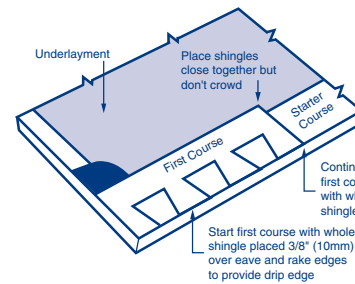 Underlayment
Place shingles
close together but
don't crowd
Starter
Course
First Course
with
Start first course with whole
shingle placed 3/8" (10mm)
over eave and rake edges
to provide drip edge